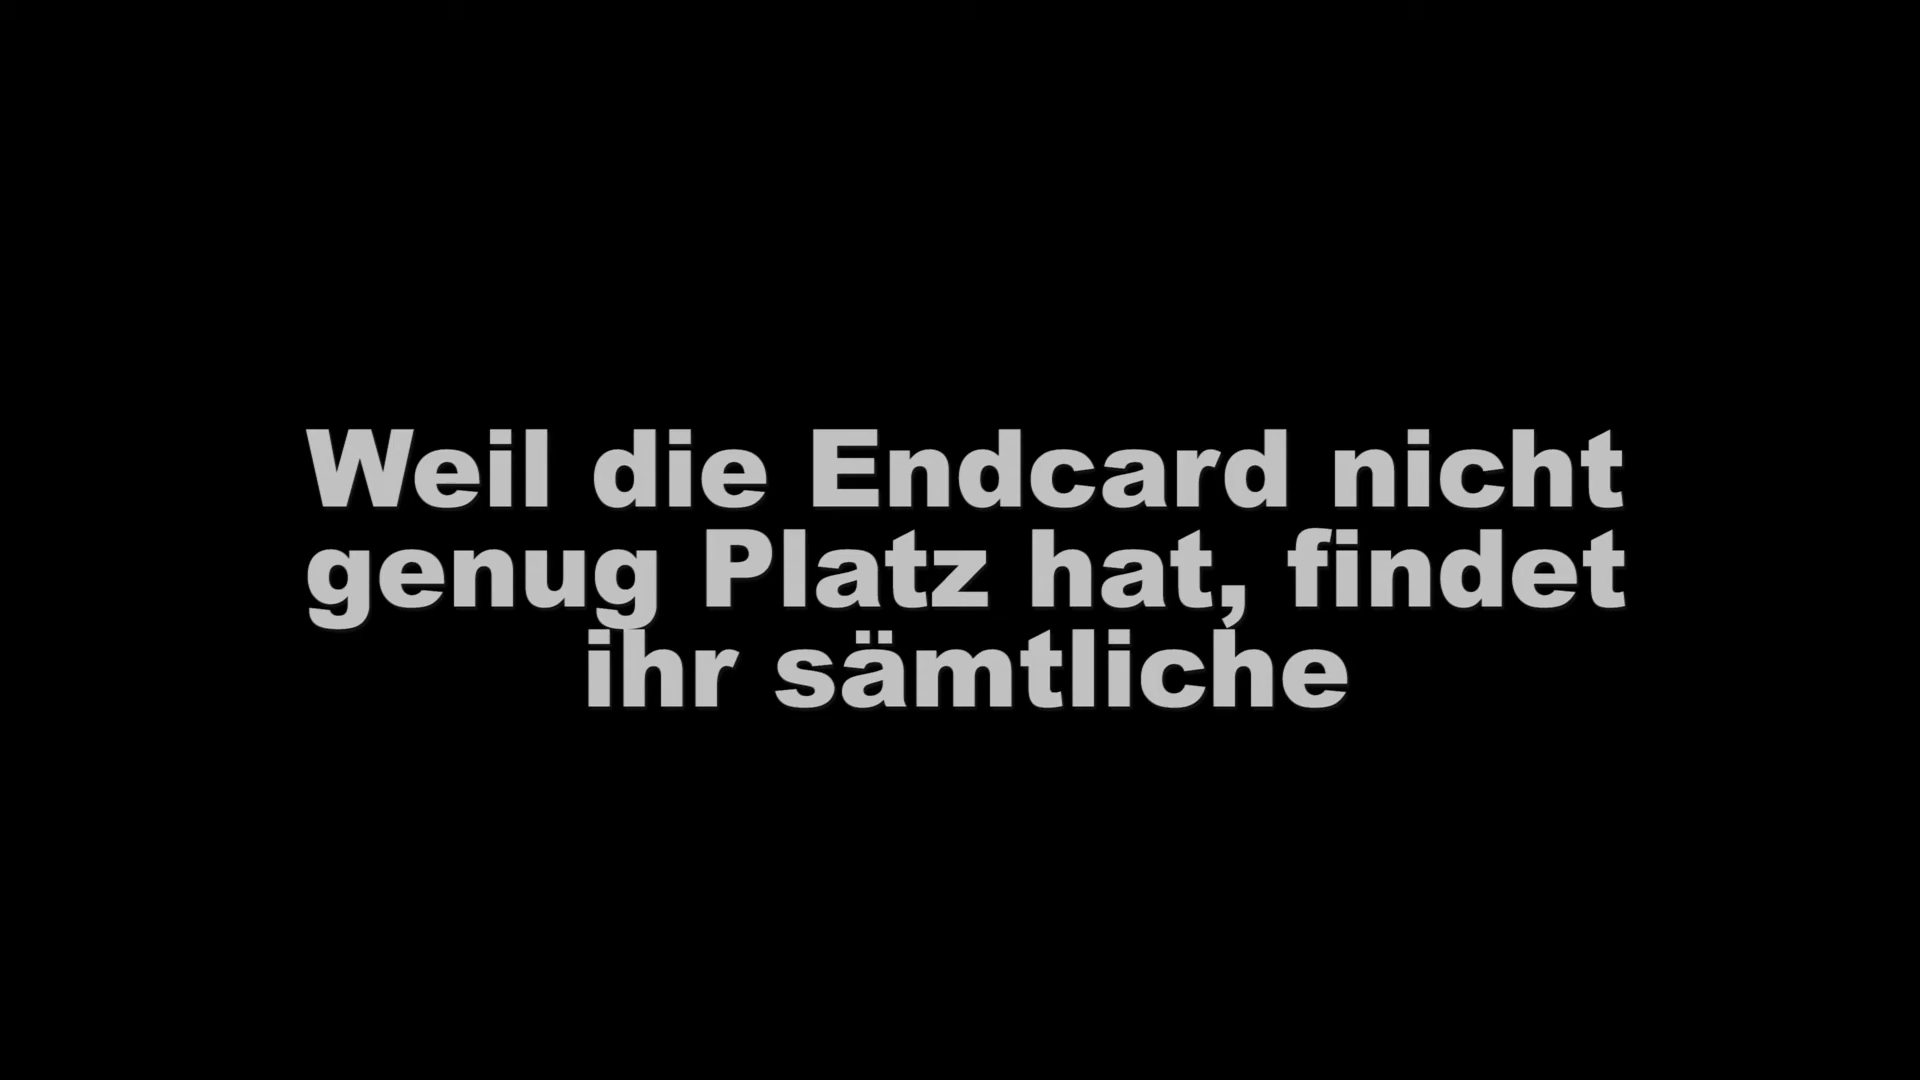 Weil die Endcard nicht
genug Platz hat, findet
ihr sämtliche